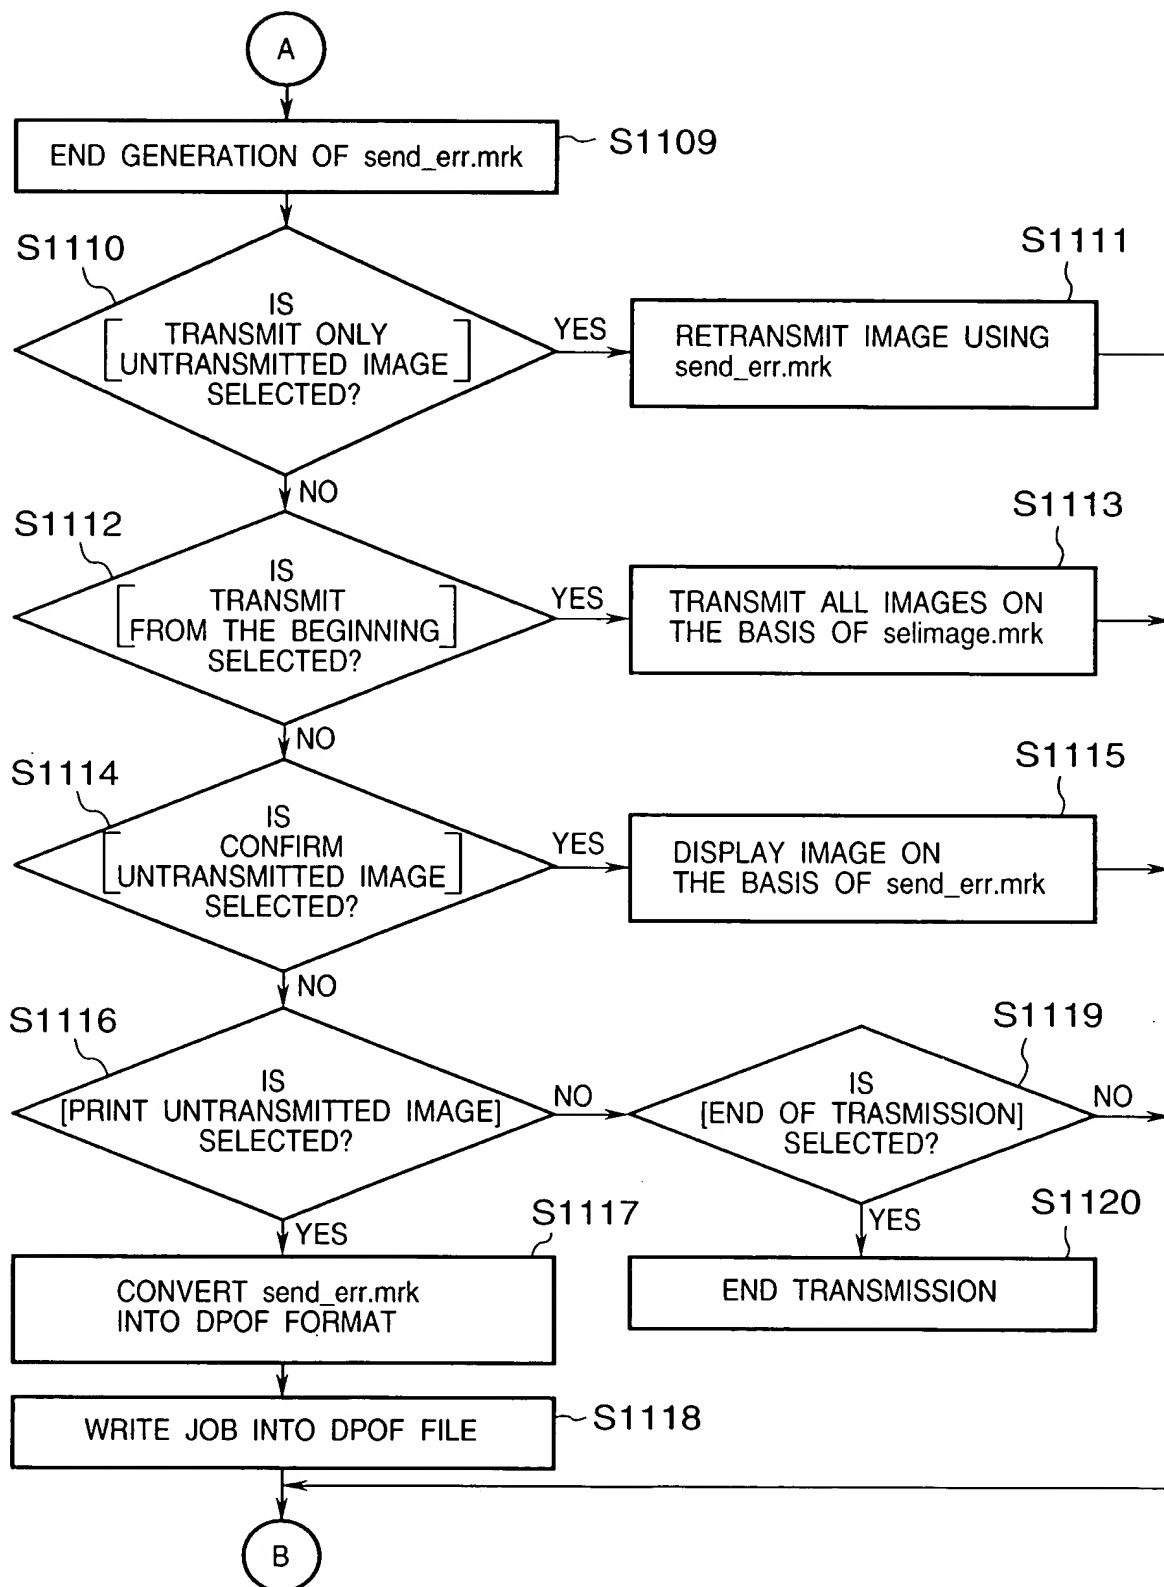 A
END GENERATION OF send_err.mrk
S1109
S1110
IS
[TRANSMIT ONLY
UNTRANSMITTED IMAGE]
SELECTED?
YES
S1111
RETRANSMIT IMAGE USING
send_err.mrk
NO
S1112
IS
[TRANSMIT
FROM THE BEGINNING]
SELECTED?
YES
S1113
TRANSMIT ALL IMAGES ON
THE BASIS OF selimage.mrk
NO
S1114
IS
[CONFIRM
UNTRANSMITTED IMAGE]
SELECTED?
YES
S1115
DISPLAY IMAGE ON
THE BASIS OF send_err.mrk
NO
S1116
IS
[PRINT UNTRANSMITTED IMAGE]
SELECTED?
NO
S1119
IS
[END OF TRASMISSION]
SELECTED?
NO
YES
S1117
CONVERT send_err.mrk
INTO DPOF FORMAT
YES
S1120
END TRANSMISSION
WRITE JOB INTO DPOF FILE
S1118
B